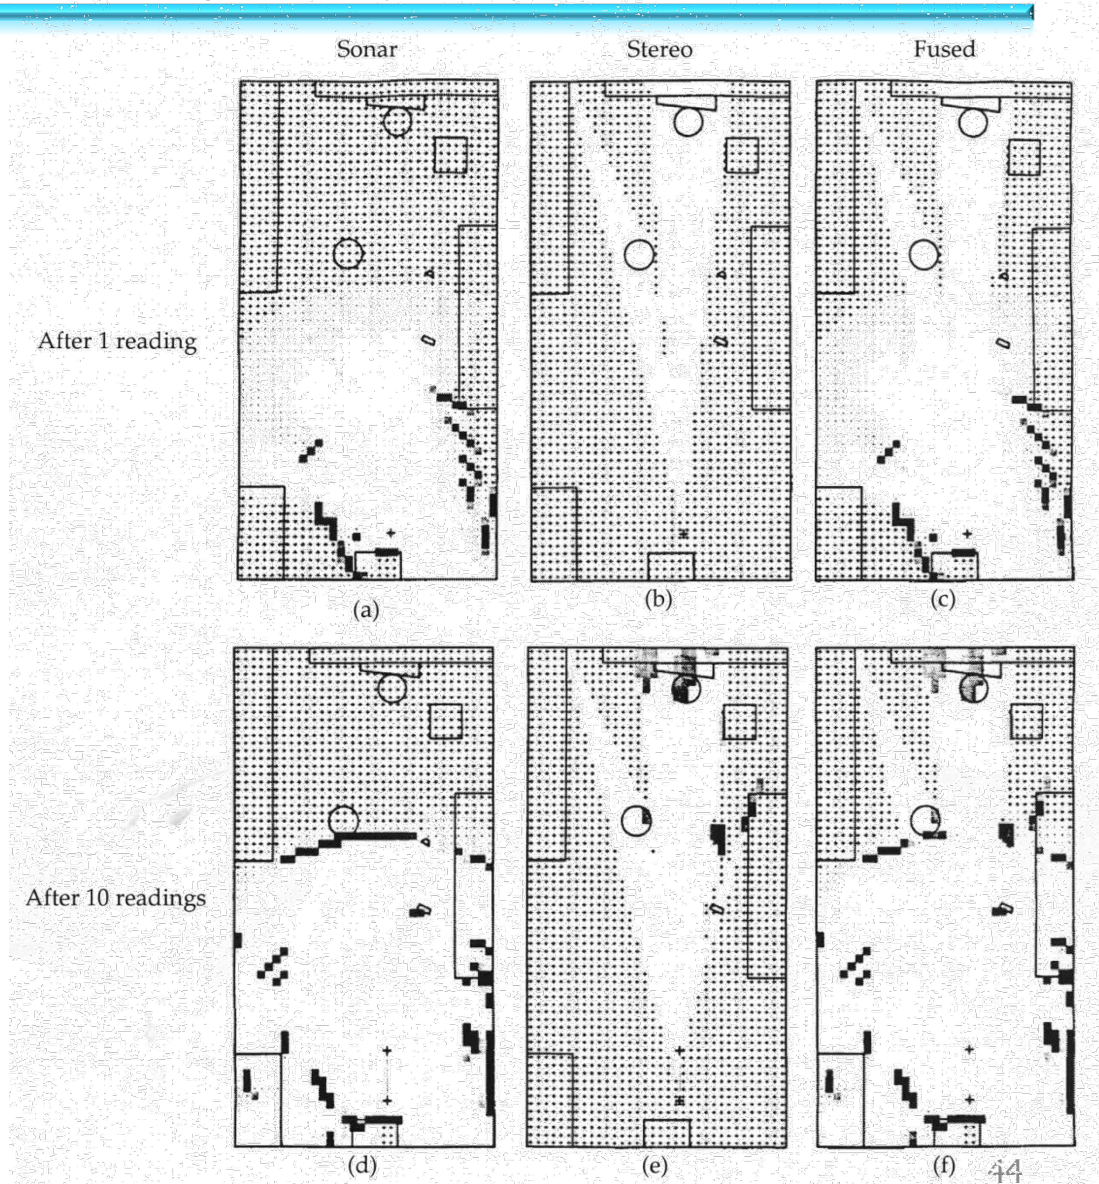 Sonar Stereo Fused
After 1 reading
(a) (b) (c)
After 10 readings
(d) (e) (f)
44